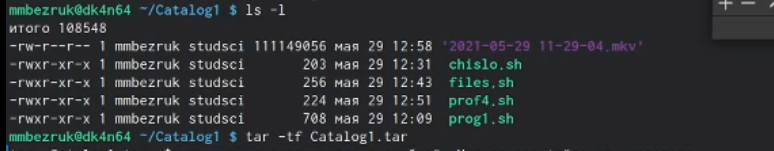 mmbezruk@dk4n64 ~/Catalog1 $ ls -l
итого 108548
-rw-r--r-- 1 mmbezruk studsci 111149056 мая 29 12:58 '2021-05-29 11-29-04.mkv'
-rwxr-xr-x 1 mmbezruk studsci 203 мая 29 12:31 chislo.sh
-rwxr-xr-x 1 mmbezruk studsci 256 мая 29 12:43 files.sh
-rwxr-xr-x 1 mmbezruk studsci 224 мая 29 12:51 prof4.sh
-rwxr-xr-x 1 mmbezruk studsci 708 мая 29 12:09 prog1.sh
mmbezruk@dk4n64 ~/Catalog1 $ tar -tf Catalog1.tar